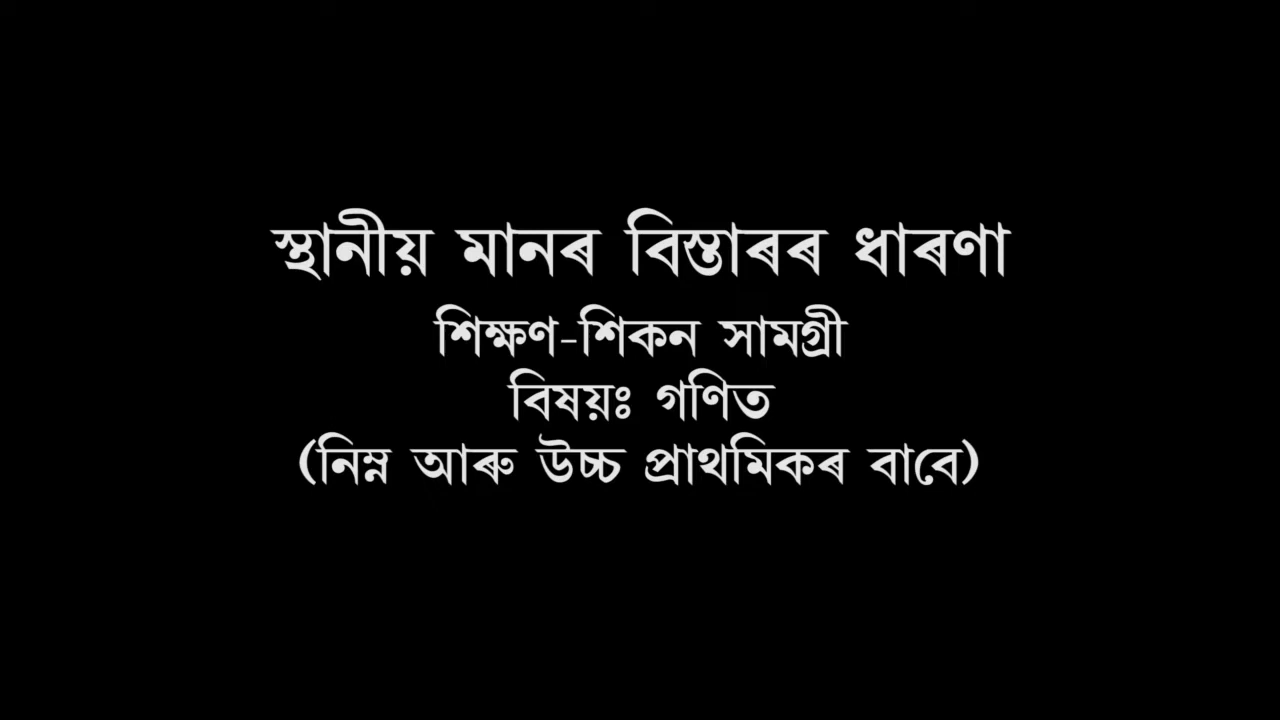 স্থানীয় মানৰ বিস্তাৰৰ ধাৰণা
শিক্ষণ-শিকন সামগ্ৰী
বিষয়ঃ গণিত
(নিম্ন আৰু উচ্চ প্ৰাথমিকৰ বাবে)